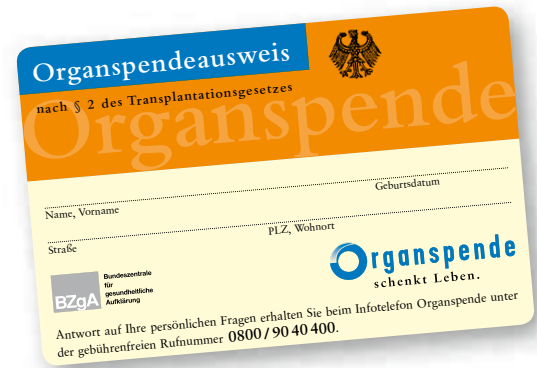 Organspendeausweis
nach § 2 des Transplantationsgesetzes
Organspende
Geburtsdatum
Name, Vorname
PLZ, Wohnort
Straße
Organspende
schenkt Leben.
BZgA
Bundeszentrale
für
gesundheitliche
Aufklärung
Antwort auf Ihre persönlichen Fragen erhalten Sie beim Infotelefon Organspende unter
der gebührenfreien Rufnummer 0800 / 90 40 400.